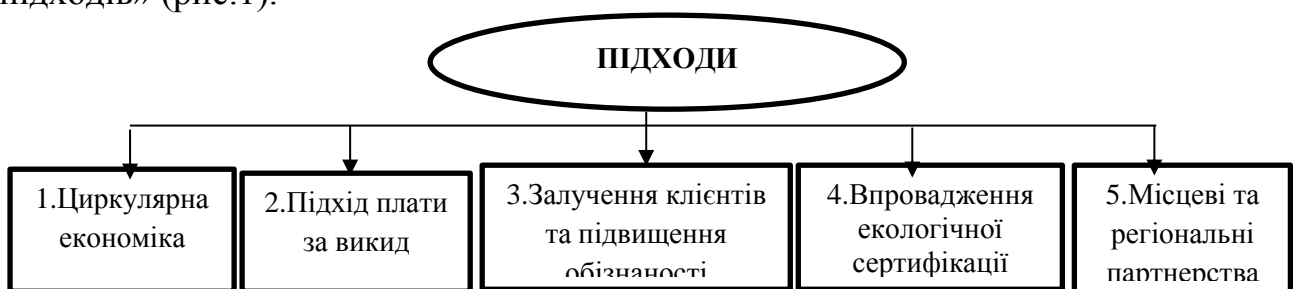 підходів» (рис.1).
ПІДХОДИ
1.Циркулярна
економіка
2.Підхід плати
за викид
3.Залучення клієнтів
та підвищення
обізнаності
4.Впровадження
екологічної
сертифікації
5.Місцеві та
регіональні
партнерства